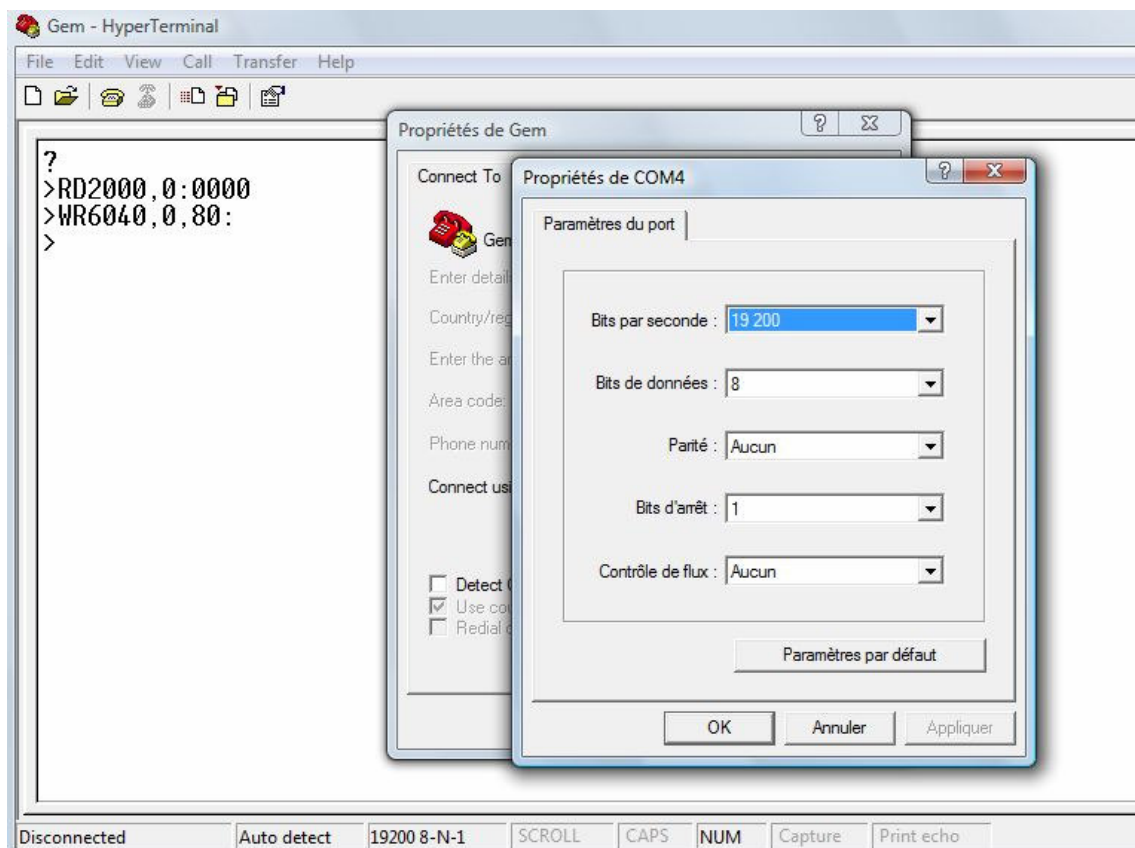 Gem - HyperTerminal
File Edit View Call Transfer Help
?
>RD2000,0:0000
>WR6040,0,80:
>
Propriétés de Gem
Connect To
Gem
Enter detail
Country/reg
Enter the a
Area code:
Phone num
Connect usi
Detect
Use cou
Redial
Propriétés de COM4
Paramètres du port
Bits par seconde : 19 200
Bits de données : 8
Parité : Aucun
Bits d'arrêt : 1
Contrôle de flux : Aucun
Paramètres par défaut
OK Annuler Appliquer
Disconnected Auto detect 19200 8-N-1 SCROLL CAPS NUM Capture Print echo